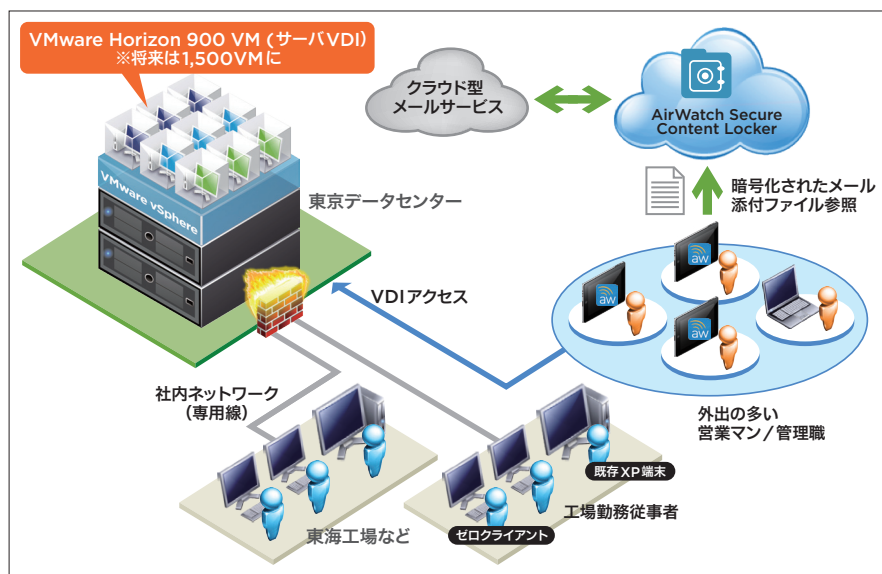 VMware Horizon 900 VM (サーバVDI)
※将来は1,500VMに
クラウド型
メールサービス
AirWatch Secure
Content Locker
VMware vSphere
東京データセンター
暗号化されたメール
添付ファイル参照
VDIアクセス
aw
aw
aw
社内ネットワーク
(専用線)
外出の多い
営業マン/管理職
既存XP端末
工場勤務従事者
東海工場など
ゼロクライアント